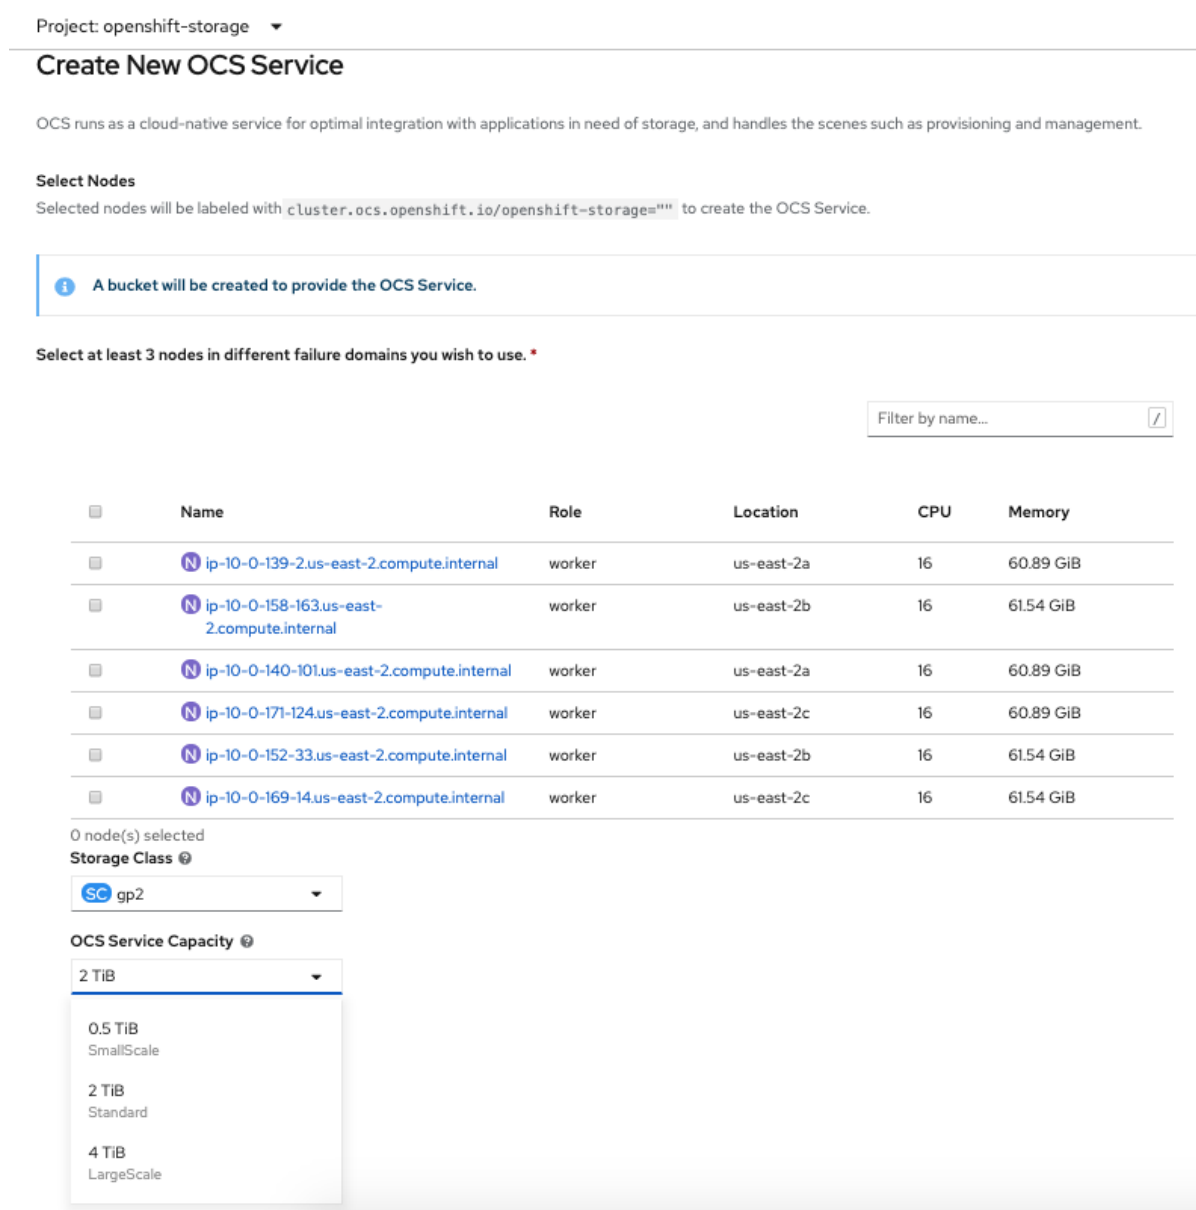 Project: openshift-storage
Create New OCS Service
OCS runs as a cloud-native service for optimal integration with applications in need of storage, and handles the scenes such as provisioning and management.
Select Nodes
Selected nodes will be labeled with cluster.ocs.openshift.io/openshift-storage="" to create the OCS Service.
A bucket will be created to provide the OCS Service.
Select at least 3 nodes in different failure domains you wish to use. *
Filter by name... /
Name Role Location CPU Memory
N ip-10-0-139-2.us-east-2.compute.internal worker us-east-2a 16 60.89 GiB
N ip-10-0-158-163.us-east- worker us-east-2b 16 61.54 GiB
2.compute.internal
N ip-10-0-140-101.us-east-2.compute.internal worker us-east-2a 16 60.89 GiB
N ip-10-0-171-124.us-east-2.compute.internal worker us-east-2c 16 60.89 GiB
N ip-10-0-152-33.us-east-2.compute.internal worker us-east-2b 16 61.54 GiB
N ip-10-0-169-14.us-east-2.compute.internal worker us-east-2c 16 61.54 GiB
0 node(s) selected
Storage Class ?
SC gp2
OCS Service Capacity ?
2 TiB
0.5 TiB
SmallScale
2 TiB
Standard
4 TiB
LargeScale